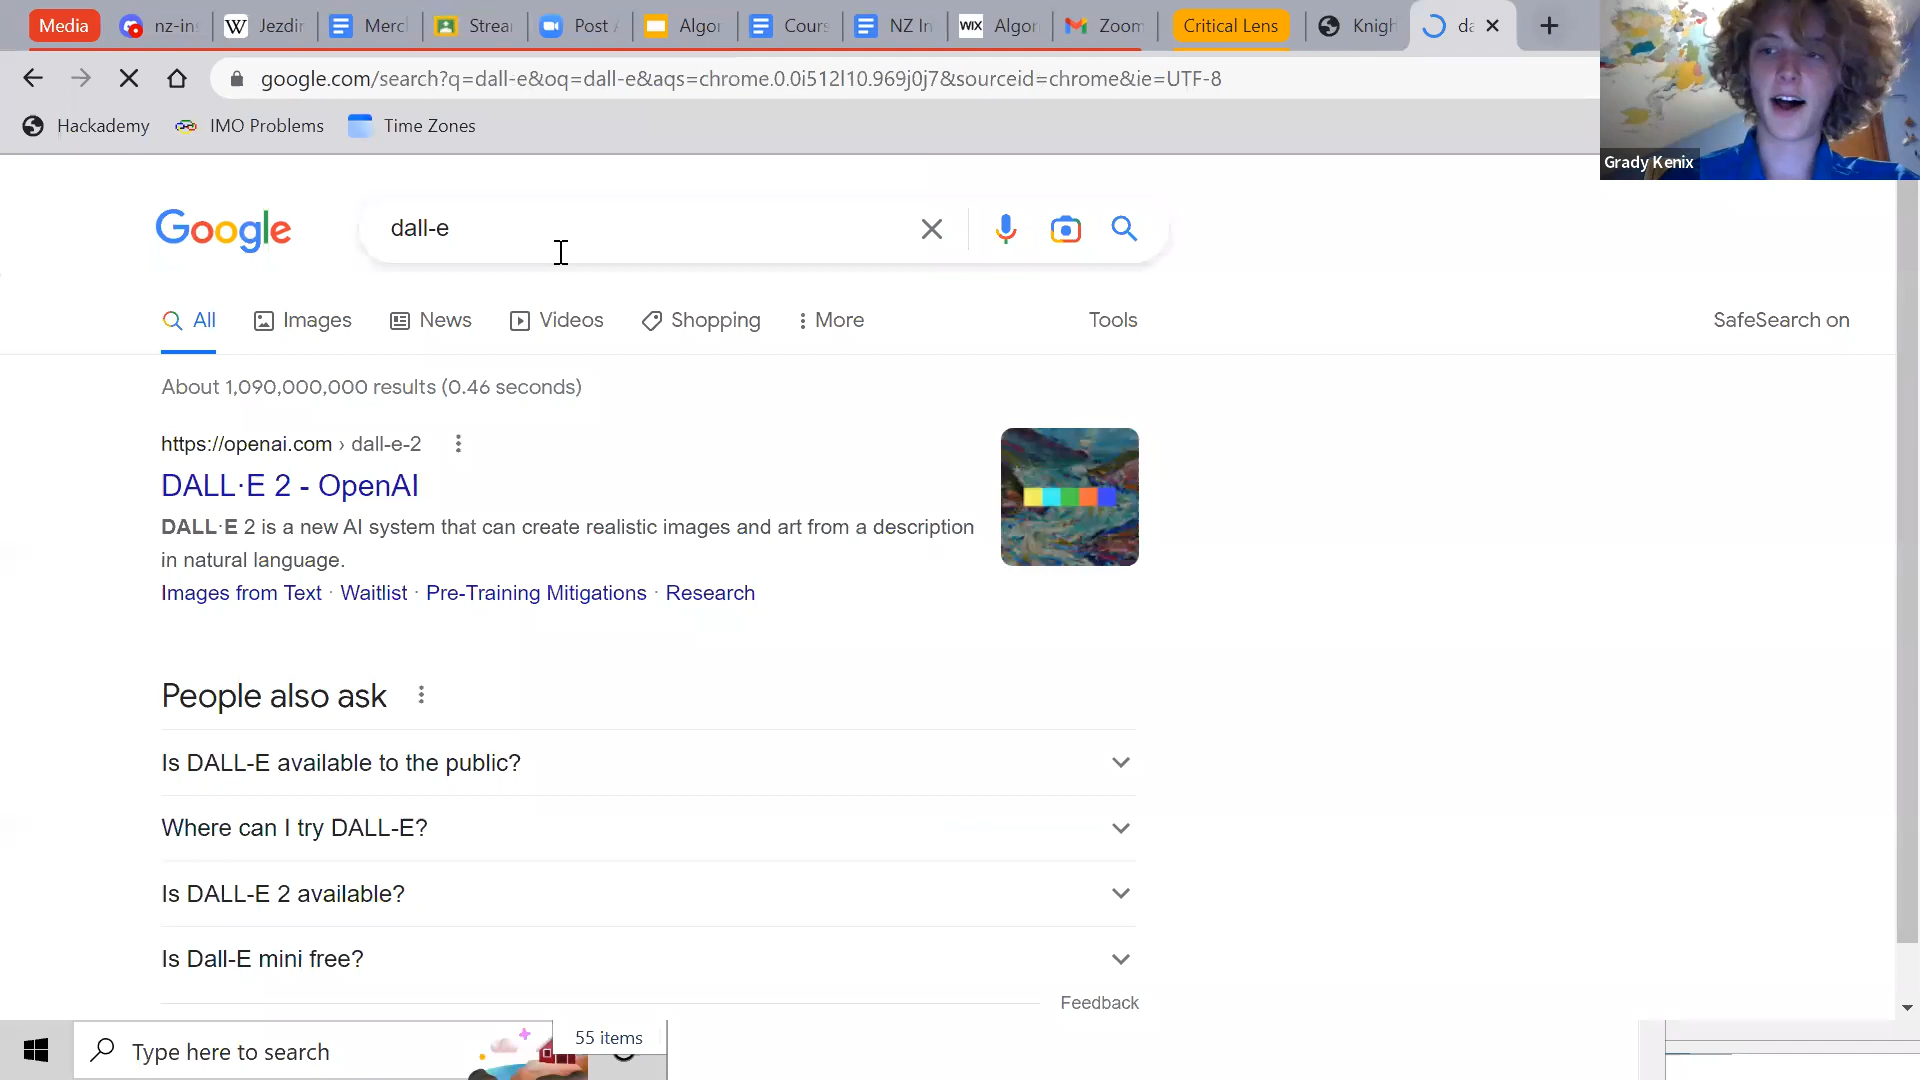 Media nz-ins Jezdir Merch Strea Post Algor Cours NZ In WIX Algor Zoom Critical Lens Knigh da
google.com/search?q=dall-e&oq=dall-e&aqs=chrome.0.0i512l10.969j0j7&sourceid=chrome&ie=UTF-8
Hackademy IMO Problems Time Zones
Grady Kenix
Google dall-e
All Images News Videos Shopping More Tools SafeSearch on
About 1,090,000,000 results (0.46 seconds)
https://openai.com › dall-e-2
DALL·E 2 - OpenAI
DALL·E 2 is a new AI system that can create realistic images and art from a description
in natural language.
Images from Text · Waitlist · Pre-Training Mitigations · Research
People also ask
Is DALL-E available to the public?
Where can I try DALL-E?
Is DALL-E 2 available?
Is Dall-E mini free?
Feedback
Type here to search
55 items